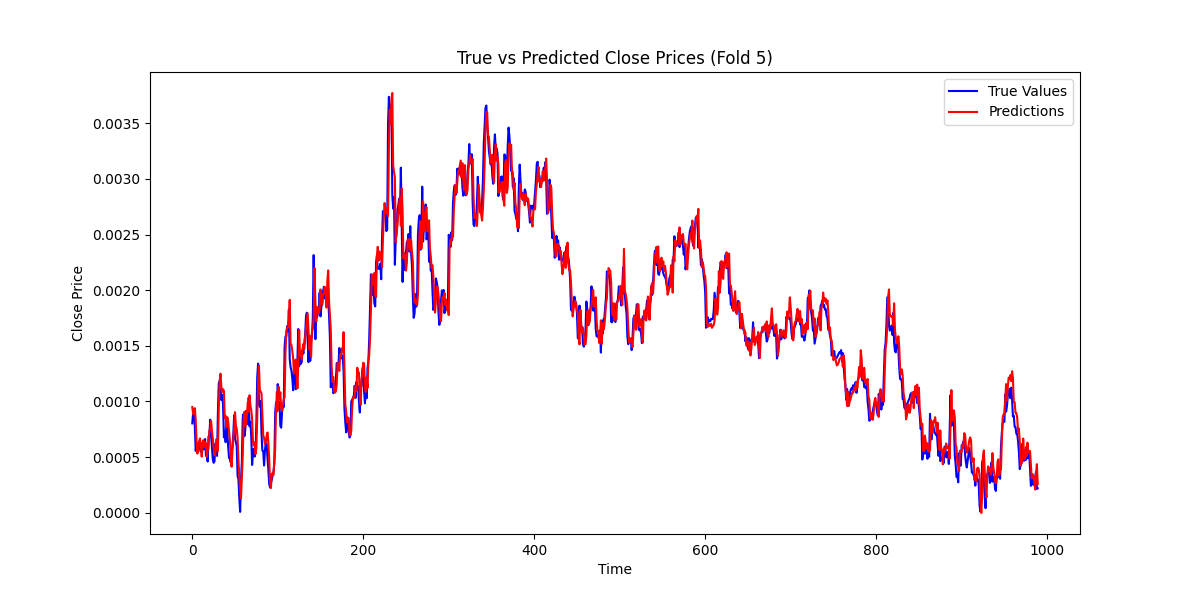 True vs Predicted Close Prices (Fold 5)
True Values
Predictions
0.0035
0.0030
0.0025
0.0020
0.0015
0.0010
0.0005
0.0000
Close Price
0
200
400
600
800
1000
Time